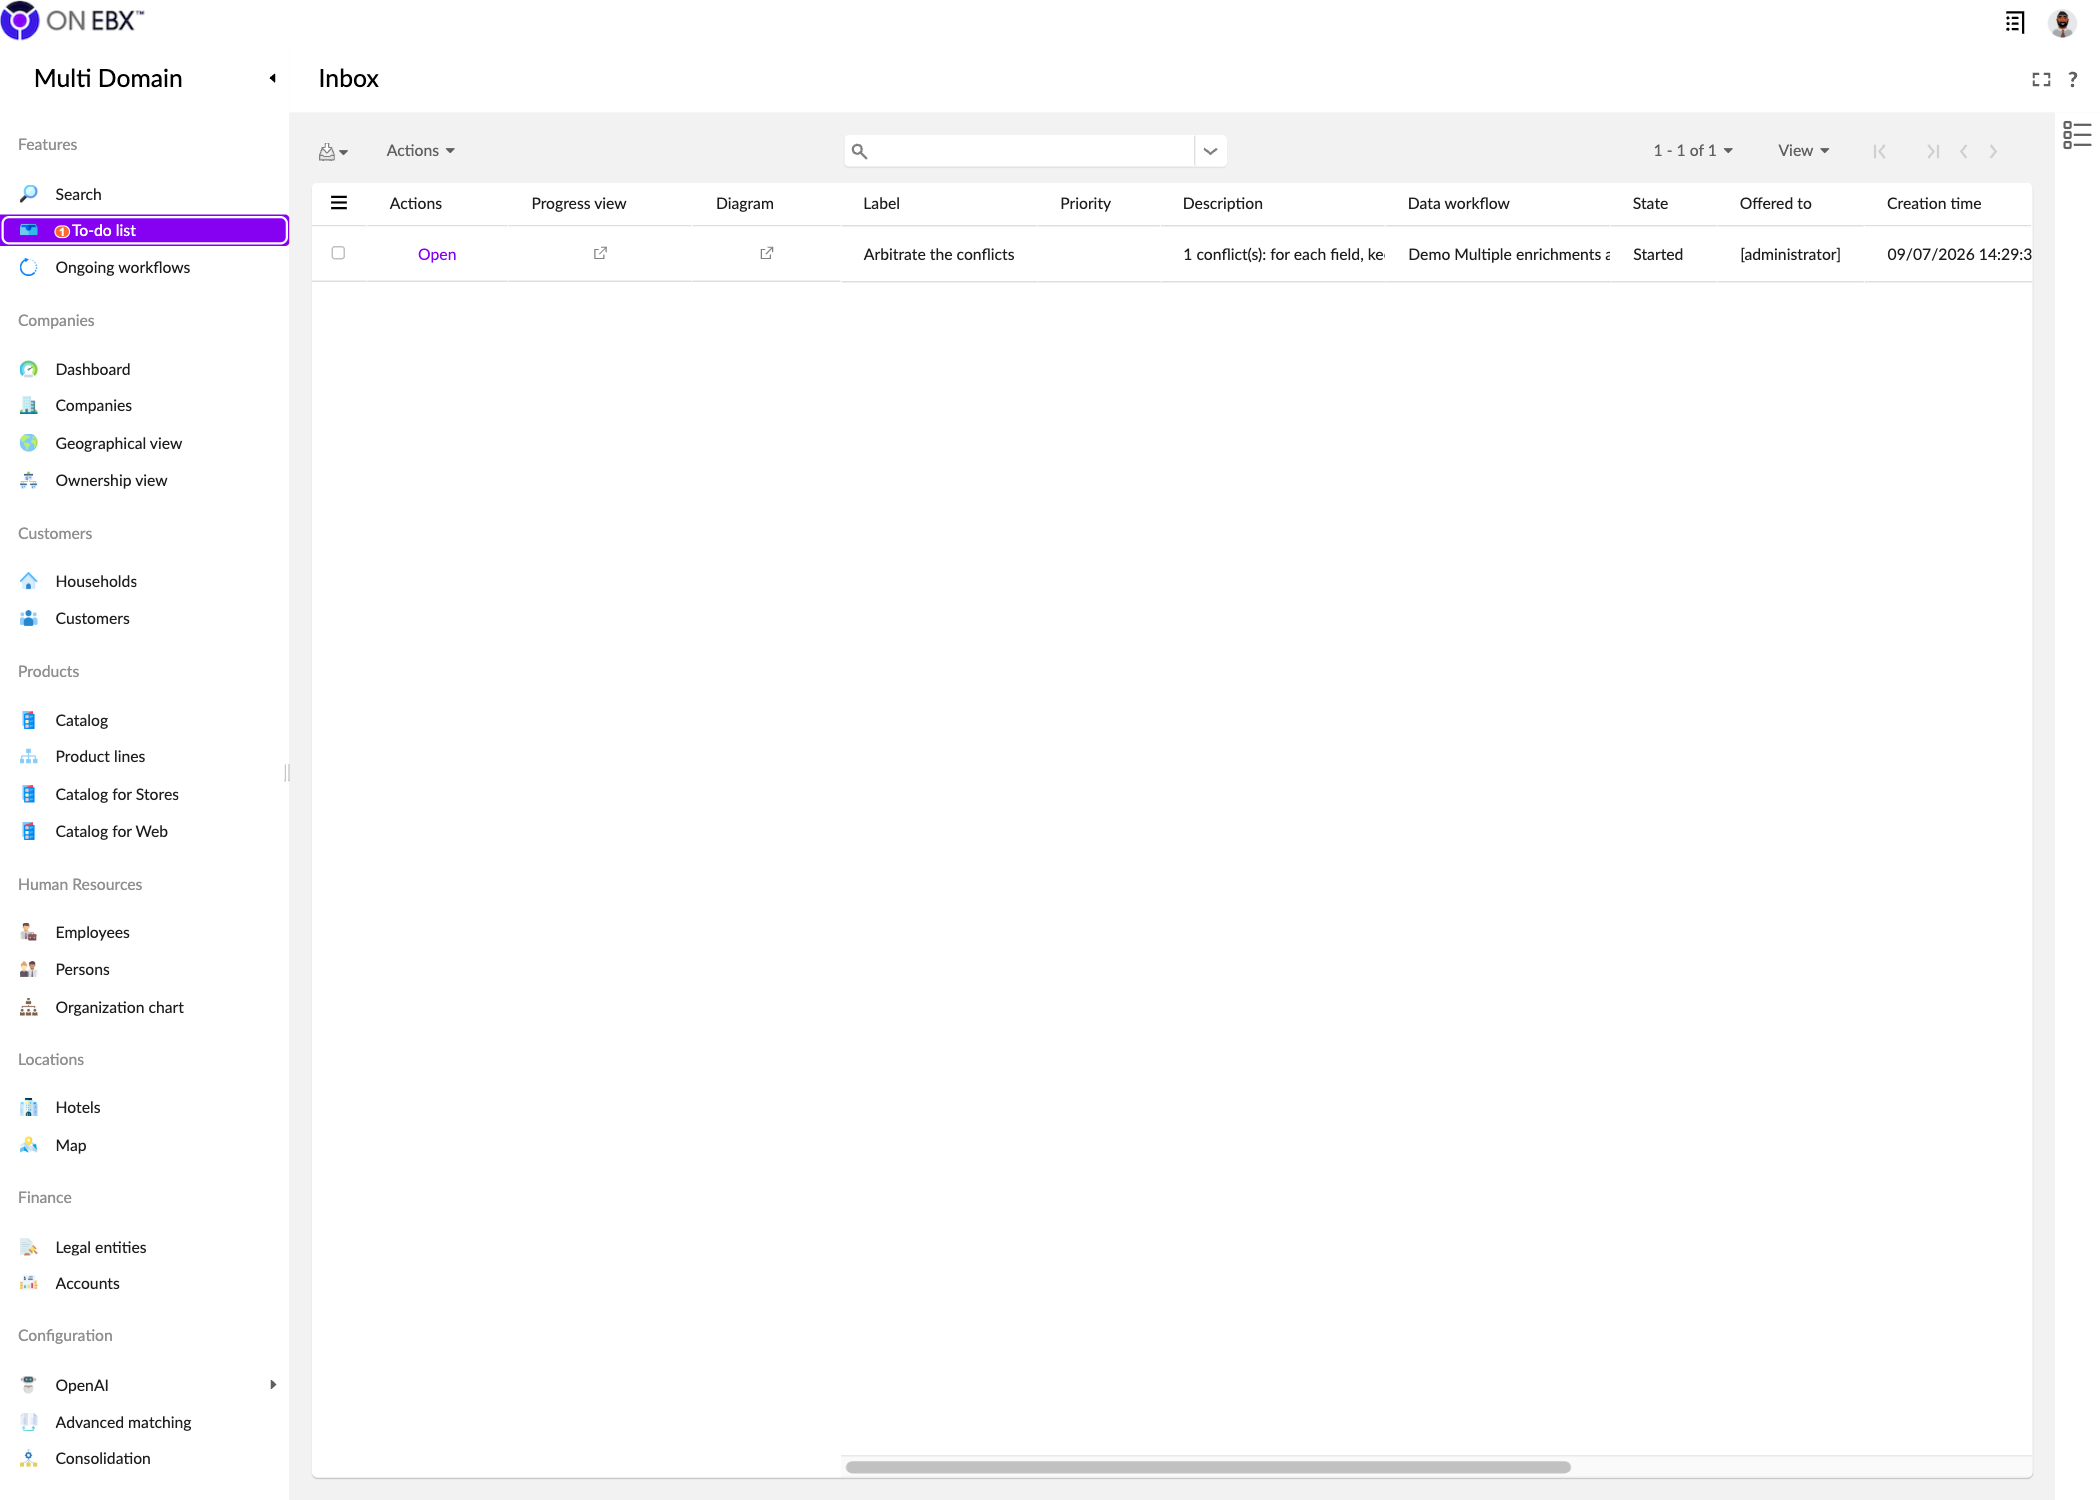 ON EBX™
Multi Domain
Inbox
?
Features
Search
1 To-do list
Ongoing workflows
Companies
Dashboard
Companies
Geographical view
Ownership view
Customers
Households
Customers
Products
Catalog
Product lines
Catalog for Stores
Catalog for Web
Human Resources
Employees
Persons
Organization chart
Locations
Hotels
Map
Finance
Legal entities
Accounts
Configuration
OpenAI
Advanced matching
Consolidation
Actions
1 - 1 of 1
View
Actions Progress view Diagram Label Priority Description Data workflow State Offered to Creation time
Open Arbitrate the conflicts 1 conflict(s): for each field, ke Demo Multiple enrichments a Started [administrator] 09/07/2026 14:29:3